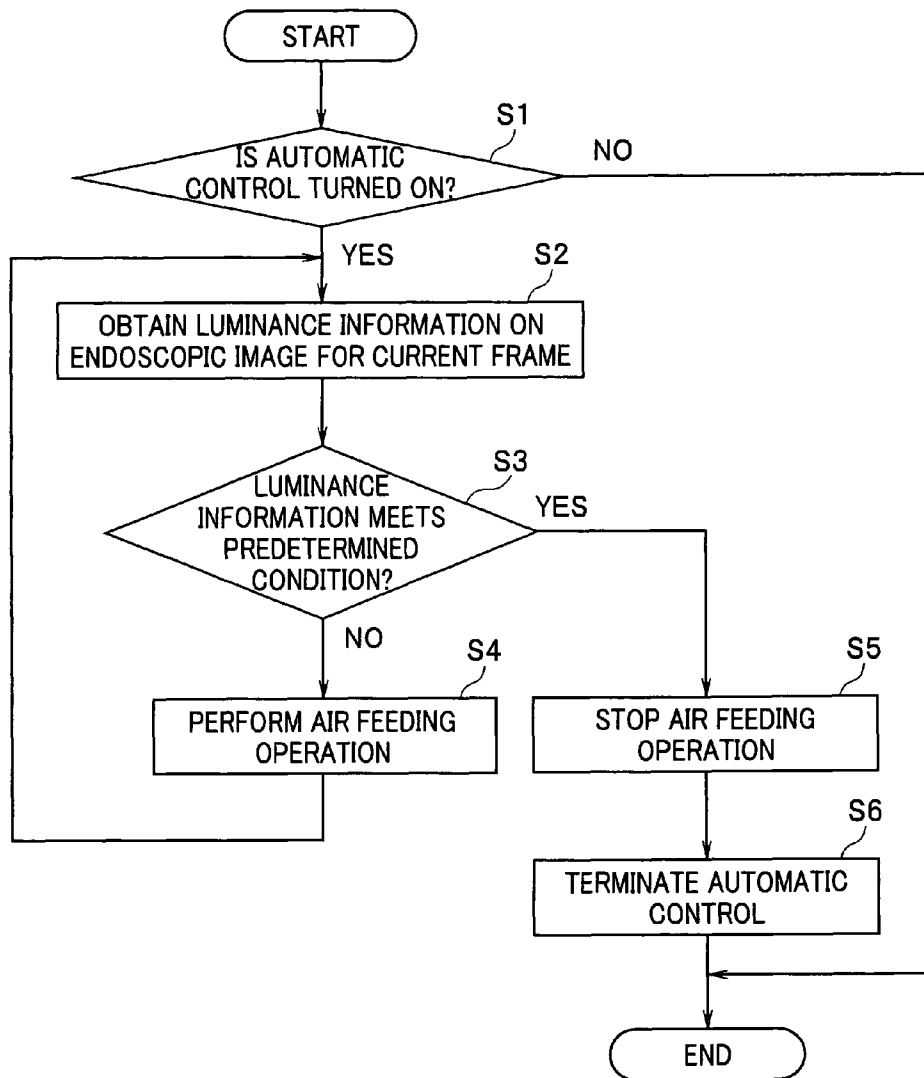 START
S1
IS AUTOMATIC
CONTROL TURNED ON?
NO
YES
S2
OBTAIN LUMINANCE INFORMATION ON
ENDOSCOPIC IMAGE FOR CURRENT FRAME
S3
LUMINANCE
INFORMATION MEETS
PREDETERMINED
CONDITION?
YES
NO
S4
PERFORM AIR FEEDING
OPERATION
S5
STOP AIR FEEDING
OPERATION
S6
TERMINATE AUTOMATIC
CONTROL
END